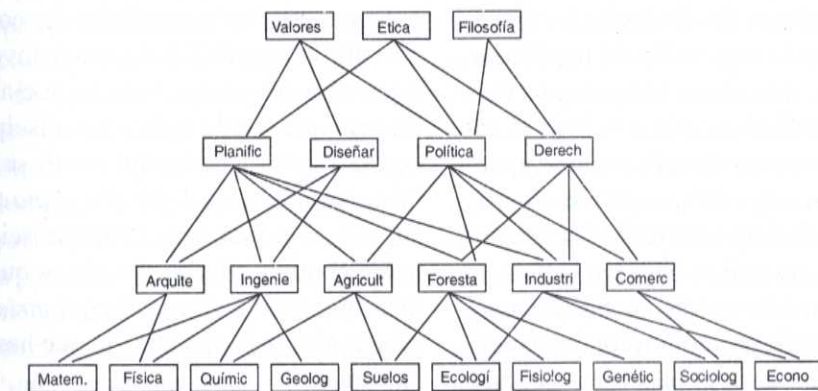 Valores Etica Filosofía
Planific Diseñar Política Derech
Arquite Ingenie Agricult Foresta Industri Comerc
Matem. Física Químic Geolog Suelos Ecologí Fisiolog Genétic Sociolog Econo